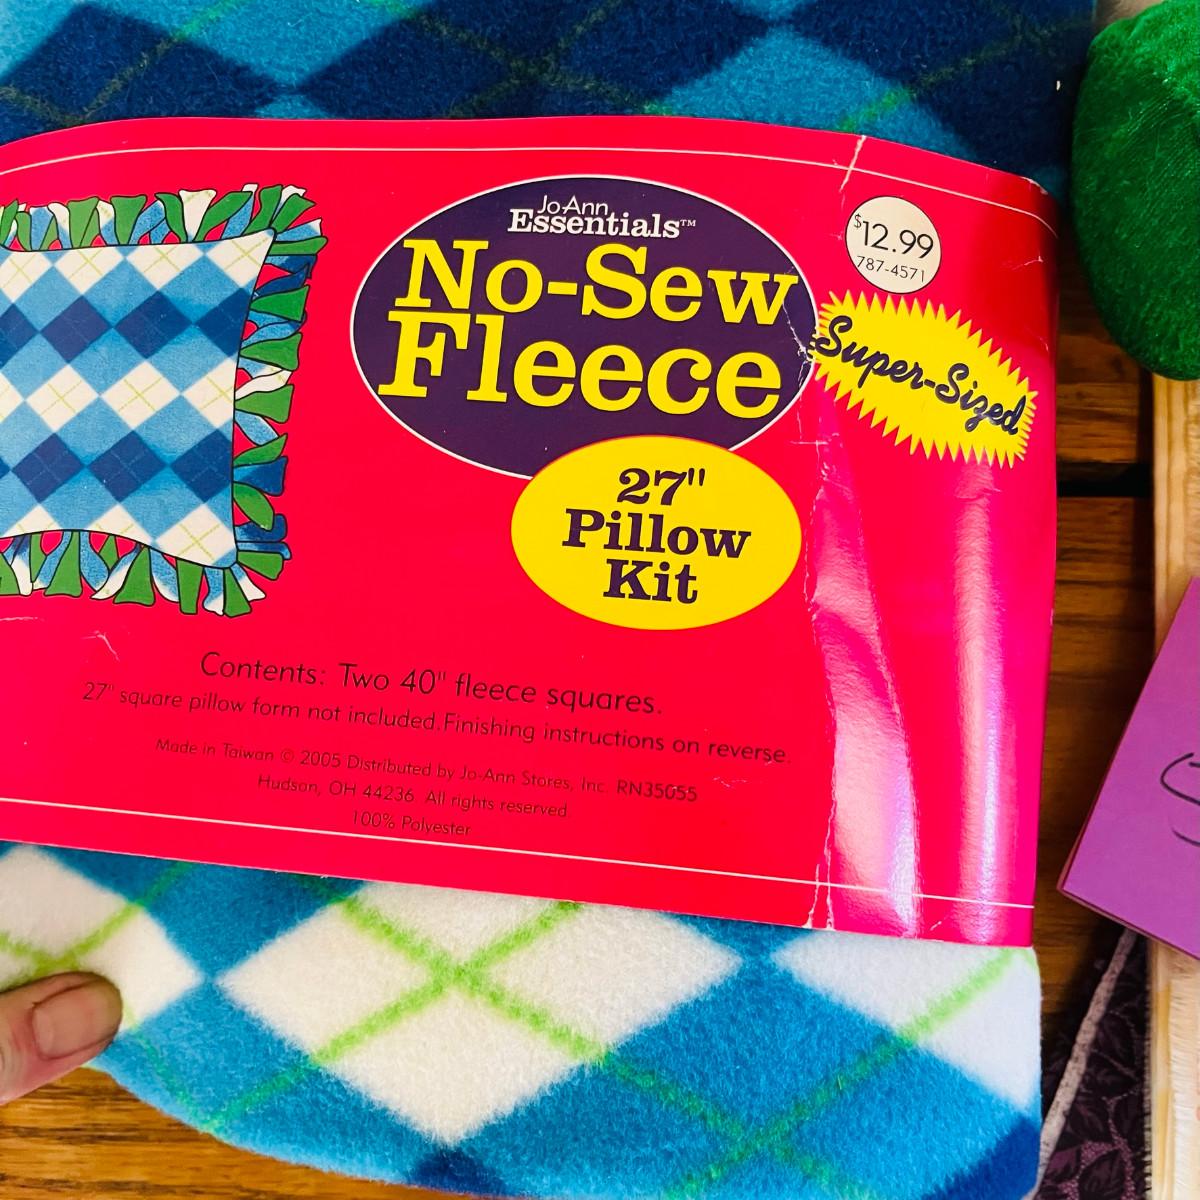 Jo-Ann
Essentials™
No-Sew
Fleece
27"
Pillow
Kit
$12.99
787-4571
Super-Sized
Contents: Two 40" fleece squares.
27" square pillow form not included. Finishing instructions on reverse.
Made in Taiwan © 2005 Distributed by Jo-Ann Stores, Inc. RN35055
Hudson, OH 44236 All rights reserved.
100% Polyester